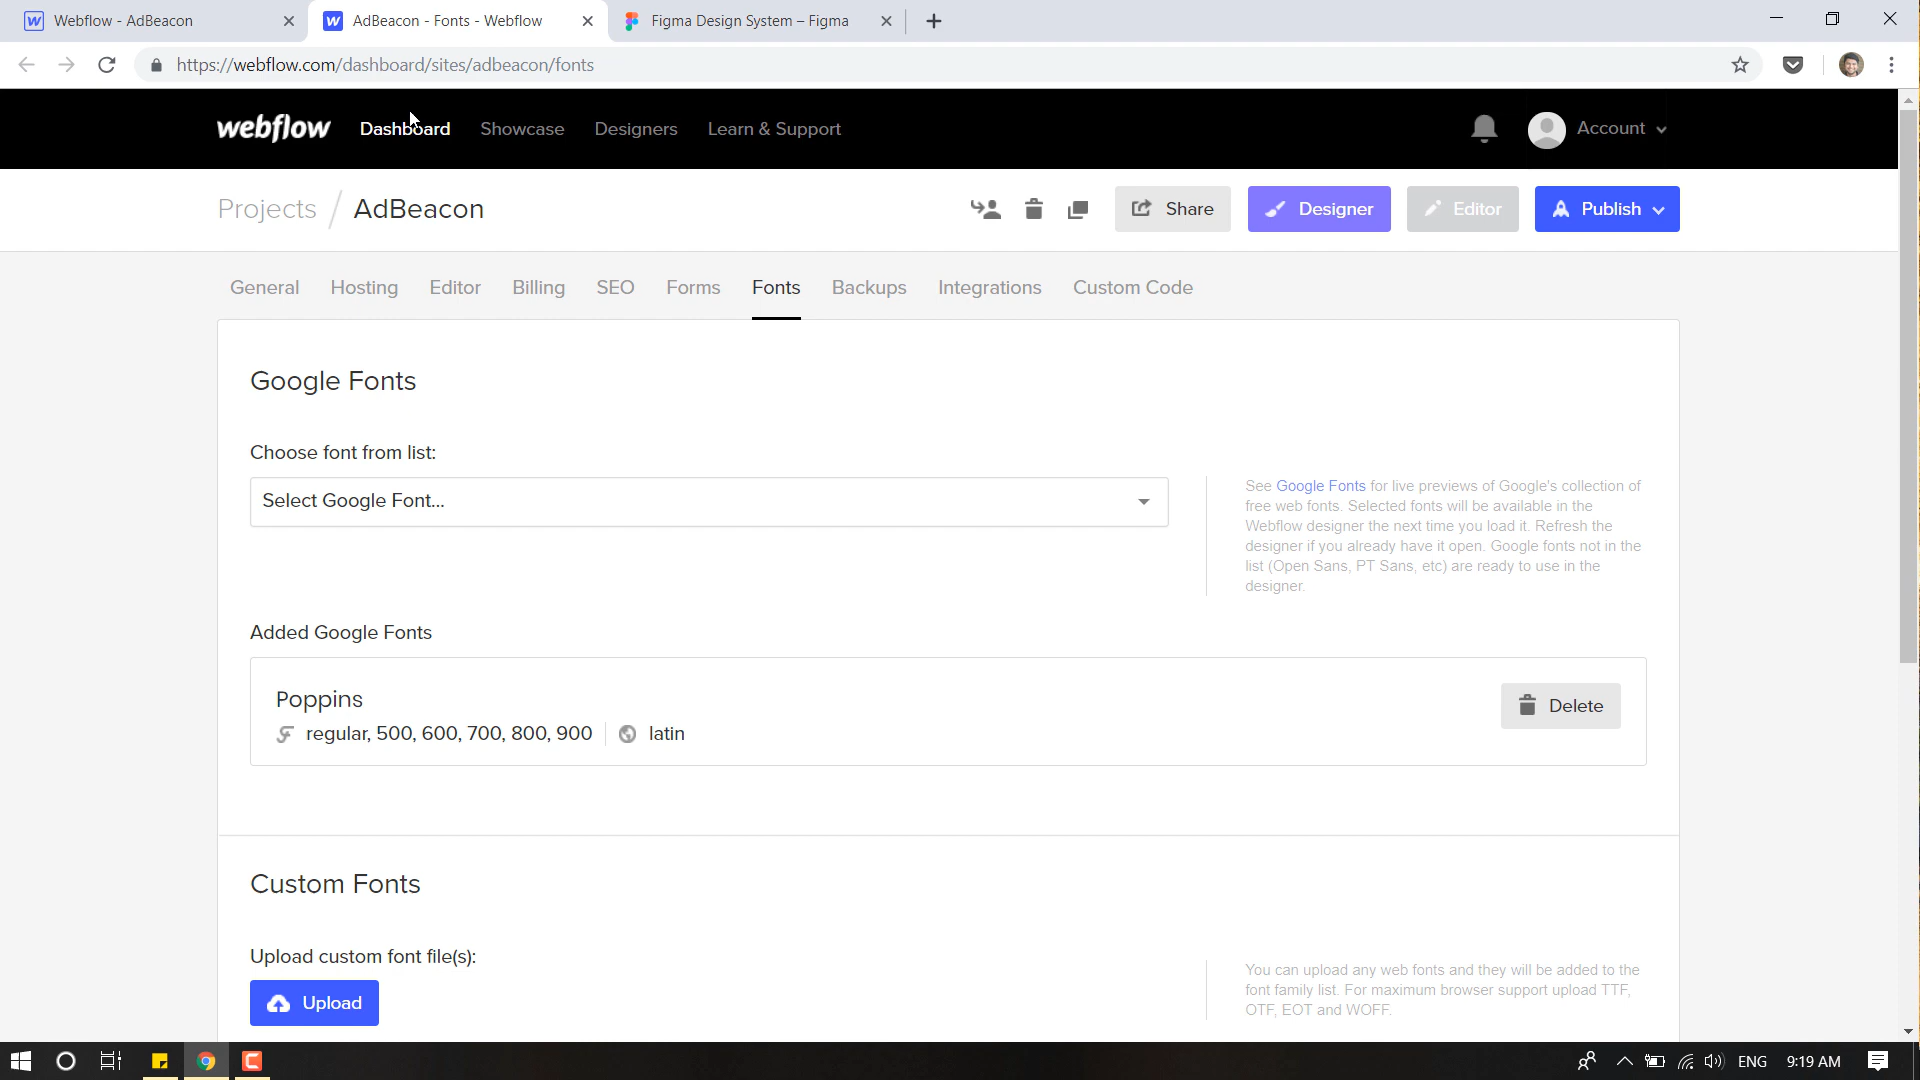 Webflow - AdBeacon
AdBeacon - Fonts - Webflow
Figma Design System – Figma
https://webflow.com/dashboard/sites/adbeacon/fonts
webflow
Dashboard
Showcase
Designers
Learn & Support
Account
Projects / AdBeacon
Share
Designer
Editor
Publish
General
Hosting
Editor
Billing
SEO
Forms
Fonts
Backups
Integrations
Custom Code
Google Fonts
Choose font from list:
Select Google Font...
See Google Fonts for live previews of Google's collection of
free web fonts. Selected fonts will be available in the
Webflow designer the next time you load it. Refresh the
designer if you already have it open. Google fonts not in the
list (Open Sans, PT Sans, etc) are ready to use in the
designer.
Added Google Fonts
Poppins
regular, 500, 600, 700, 800, 900
latin
Delete
Custom Fonts
Upload custom font file(s):
Upload
You can upload any web fonts and they will be added to the
font family list. For maximum browser support upload TTF,
OTF, EOT and WOFF.
ENG
9:19 AM